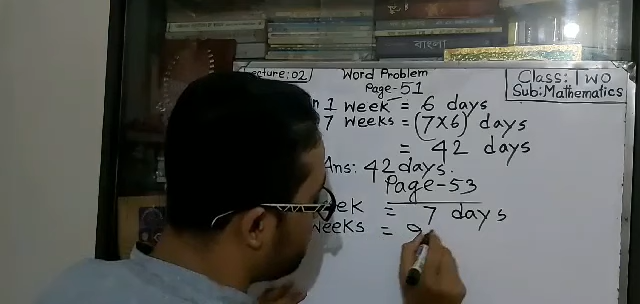 বাংলা
Lecture: 02
Word Problem
Class: Two
Page-51
Sub: Mathematics
1 week = 6 days
7 weeks = (7x6) days
= 42 days
Ans: 42 days.
Page-53
= 7 days
weeks = 9